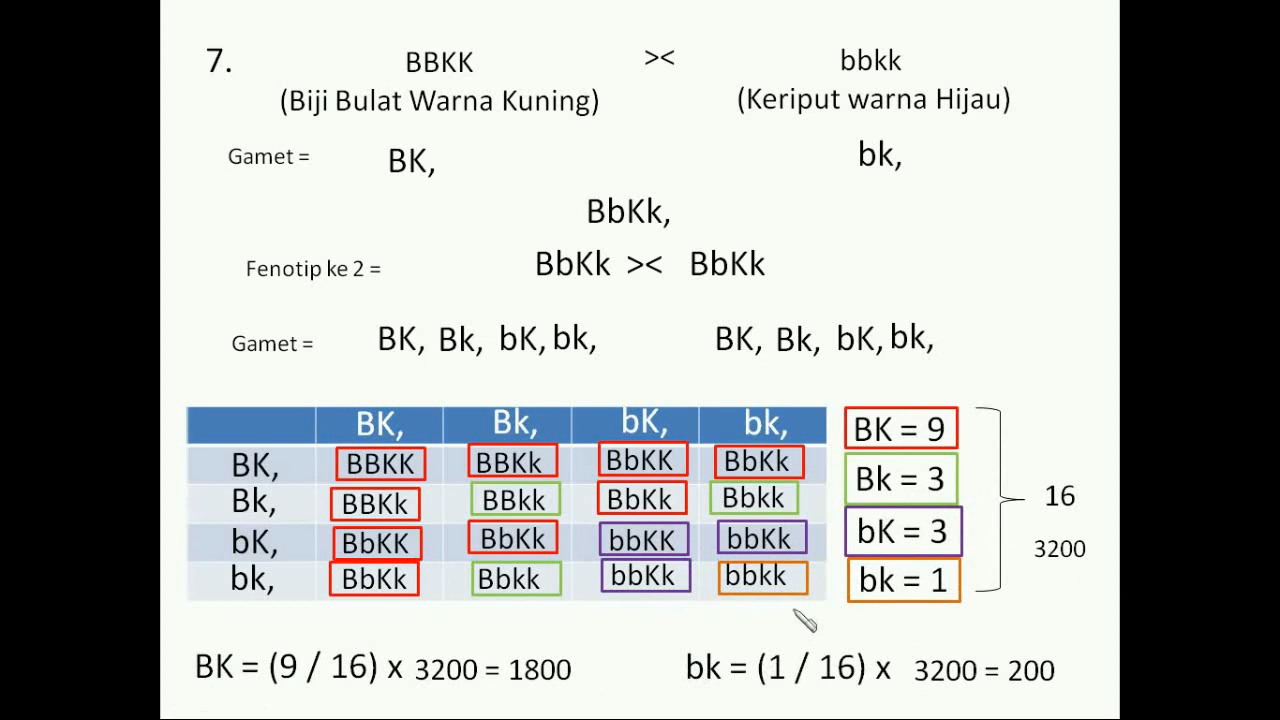 7. BBKK >< bbkk
(Biji Bulat Warna Kuning) (Keriput warna Hijau)
Gamet = BK, bk,
BbKk,
Fenotip ke 2 = BbKk >< BbKk
Gamet = BK, Bk, bK, bk, BK, Bk, bK, bk,
BK, Bk, bK, bk,
BK, BBKK BBKk BbKK BbKk
Bk, BBKk BBkk BbKk Bbkk
bK, BbKK BbKk bbKK bbKk
bk, BbKk Bbkk bbKk bbkk
BK = 9
Bk = 3
bK = 3
bk = 1
16
3200
BK = (9 / 16) x 3200 = 1800
bk = (1 / 16) x 3200 = 200